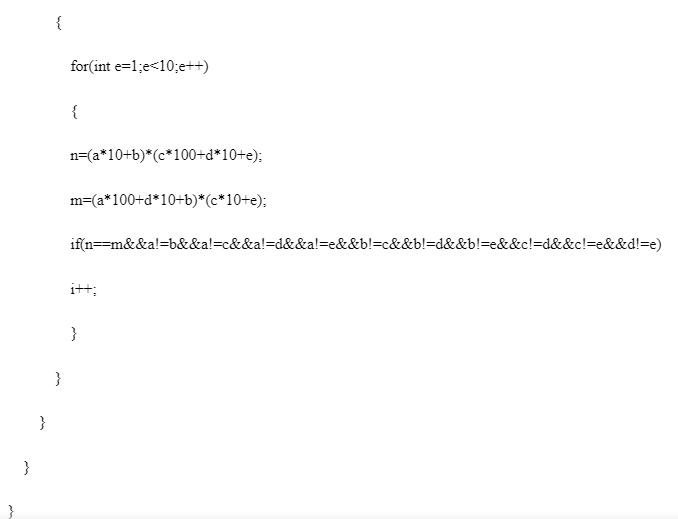 {
for(int e=1;e<10;e++)
{
n=(a*10+b)*(c*100+d*10+e);
m=(a*100+d*10+b)*(c*10+e);
if(n==m&&a!=b&&a!=c&&a!=d&&a!=e&&b!=c&&b!=d&&b!=e&&c!=d&&c!=e&&d!=e)
i++;
}
}
}
}
}